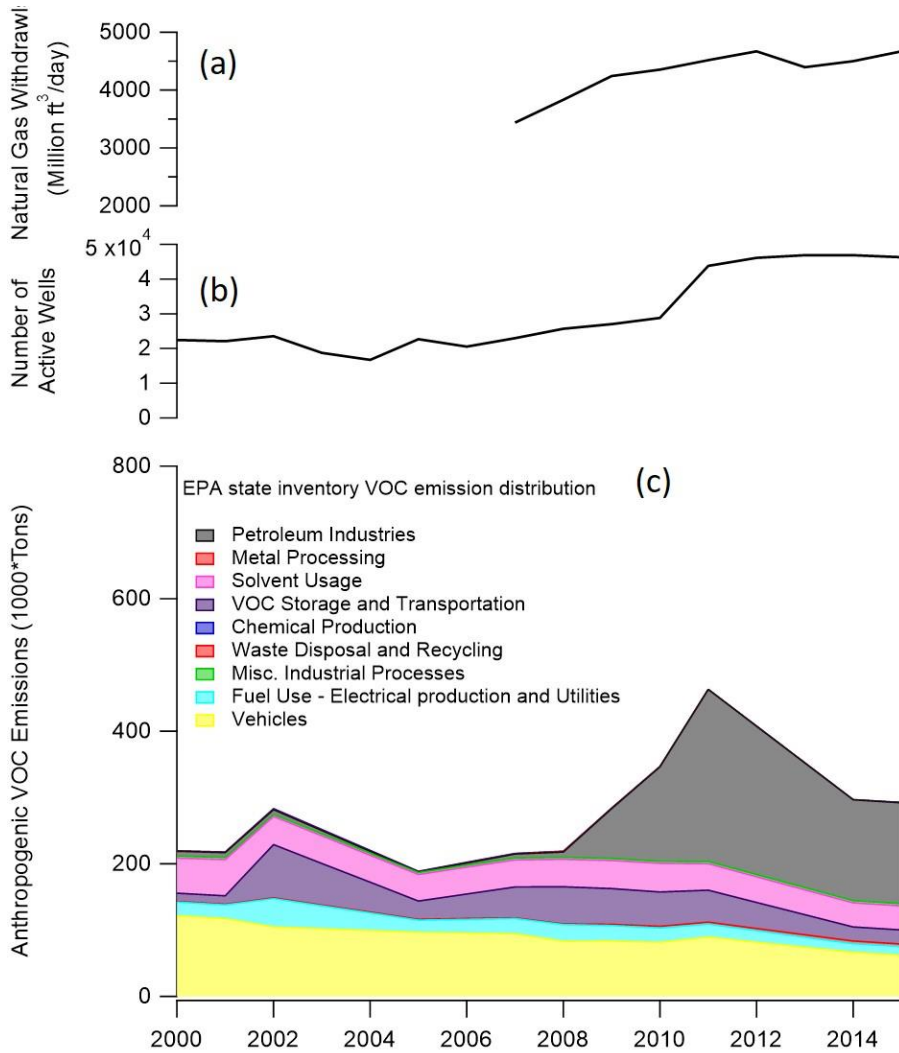 Natural Gas Withdrawls
(Million ft³/day)
5000
4000
3000
2000
(a)
Number of
Active Wells
5 x10⁴
4
3
2
1
0
(b)
Anthropogenic VOC Emissions (1000*Tons)
800
600
400
200
0
EPA state inventory VOC emission distribution
(c)
Petroleum Industries
Metal Processing
Solvent Usage
VOC Storage and Transportation
Chemical Production
Waste Disposal and Recycling
Misc. Industrial Processes
Fuel Use - Electrical production and Utilities
Vehicles
2000 2002 2004 2006 2008 2010 2012 2014